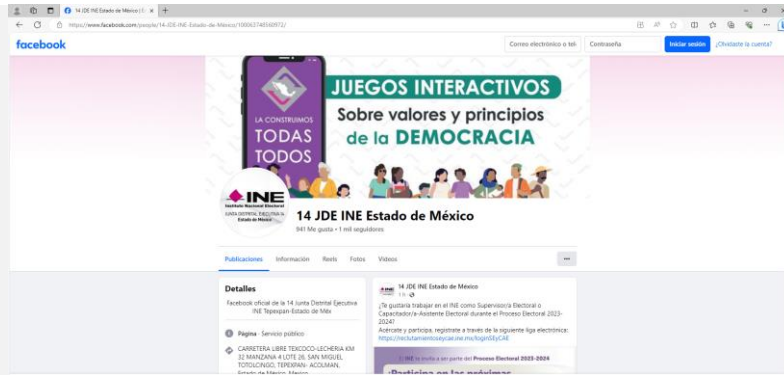 14 JDE INE Estado de México
https://www.facebook.com/people/14-JDE-INE-Estado-de-México/100063748560972/
facebook
Correo electrónico o tel
Contraseña
Iniciar sesión
¿Olvidaste la cuenta?
JUEGOS INTERACTIVOS
Sobre valores y principios
de la DEMOCRACIA
LA CONSTRUIMOS
TODAS
TODOS
INE
Instituto Nacional Electoral
JUNTA DISTRITAL EJECUTIVA 14
Estado de México
14 JDE INE Estado de México
941 Me gusta • 1 mil seguidores
Publicaciones
Información
Reels
Fotos
Videos
Detalles
Facebook oficial de la 14 Junta Distrital Ejecutiva
INE Tepexpan-Estado de Méx
Página · Servicio público
CARRETERA LIBRE TEXCOCO-LECHERIA KM
32 MANZANA 4 LOTE 26, SAN MIGUEL
TOTOLCINGO, TEPEXPAN- ACOLMAN,
Estado de México, Mexico
14 JDE INE Estado de México
¿Te gustaría trabajar en el INE como Supervisor/a Electoral o
Capacitador/a-Asistente Electoral durante el Proceso Electoral 2023-
2024?
Acércate y participa, regístrate a través de la siguiente liga electrónica:
https://reclutamientoseycae.ine.mx/loginSEyCAE
El INE te invita a ser parte del Proceso Electoral 2023-2024
¡Participa en las próximas